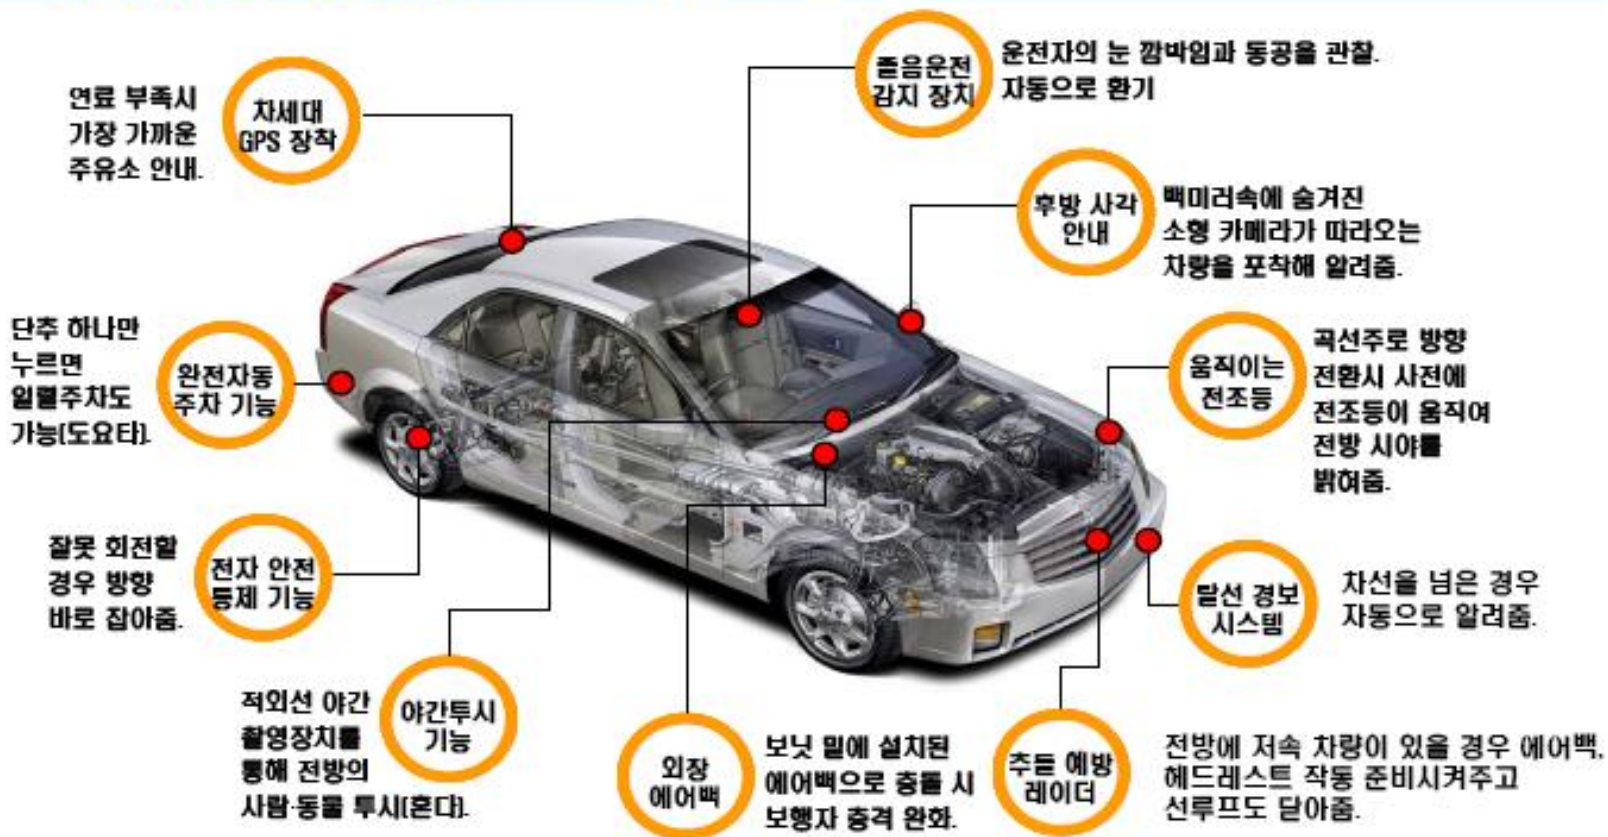 졸음운전
감지 장치
운전자의 눈 깜박임과 동공을 관찰.
자동으로 환기
연료 부족시
가장 가까운
주유소 안내.
차세대
GPS 장착
후방 사각
안내
백미러속에 숨겨진
소형 카메라가 따라오는
차량을 포착해 알려줌.
단추 하나만
누르면
일렬주차도
가능(도요타).
완전자동
주차 기능
움직이는
전조등
곡선주로 방향
전환시 사전에
전조등이 움직여
전방 시야를
밝혀줌.
잘못 회전할
경우 방향
바로 잡아줌.
전자 안전
통제 기능
탈선 경보
시스템
차선을 넘은 경우
자동으로 알려줌.
적외선 야간
촬영장치를
통해 전방의
사람·동물 투시(혼다).
야간투시
기능
외장
에어백
보닛 밑에 설치된
에어백으로 충돌 시
보행자 충격 완화.
추돌 예방
레이더
전방에 저속 차량이 있을 경우 에어백,
헤드레스트 작동 준비시켜주고
선루프도 닫아줌.